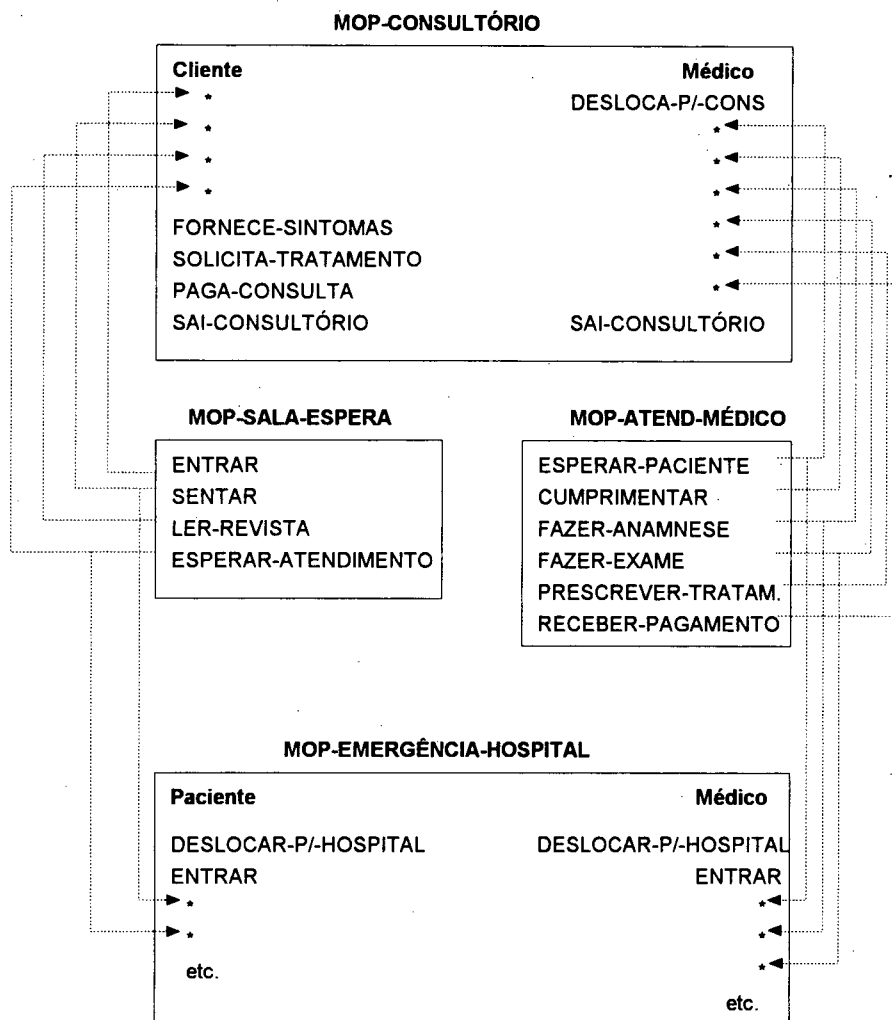 MOP-CONSULTÓRIO
Cliente Médico
* DESLOCA-P/-CONS
* *
* *
* *
FORNECE-SINTOMAS *
SOLICITA-TRATAMENTO *
PAGA-CONSULTA *
SAI-CONSULTÓRIO SAI-CONSULTÓRIO
MOP-SALA-ESPERA MOP-ATEND-MÉDICO
ENTRAR ESPERAR-PACIENTE
SENTAR CUMPRIMENTAR
LER-REVISTA FAZER-ANAMNESE
ESPERAR-ATENDIMENTO FAZER-EXAME
PRESCREVER-TRATAM.
RECEBER-PAGAMENTO
MOP-EMERGÊNCIA-HOSPITAL
Paciente Médico
DESLOCAR-P/-HOSPITAL DESLOCAR-P/-HOSPITAL
ENTRAR ENTRAR
* *
* *
etc. *
etc.